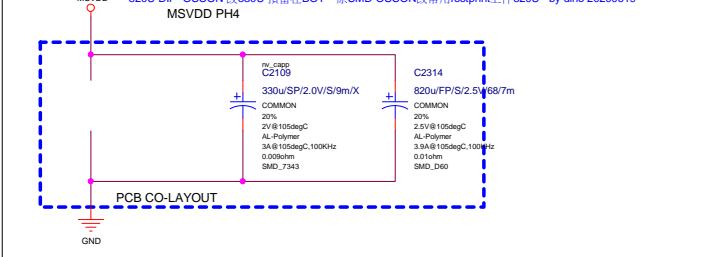 MSVDD PH4
nv_capp
C2109
330u/SP/2.0V/S/9m/X
COMMON
20%
2V@105degC
AL-Polymer
3A@105degC,100KHz
0.009ohm
SMD_7343
C2314
820u/FP/S/2.5V/68/7m
COMMON
20%
2.5V@105degC
AL-Polymer
3.9A@105degC,100KHz
0.01ohm
SMD_D60
PCB CO-LAYOUT
GND